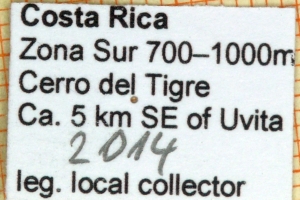 Costa Rica
Zona Sur 700–1000m
Cerro del Tigre
Ca. 5 km SE of Uvita
2014
leg. local collector